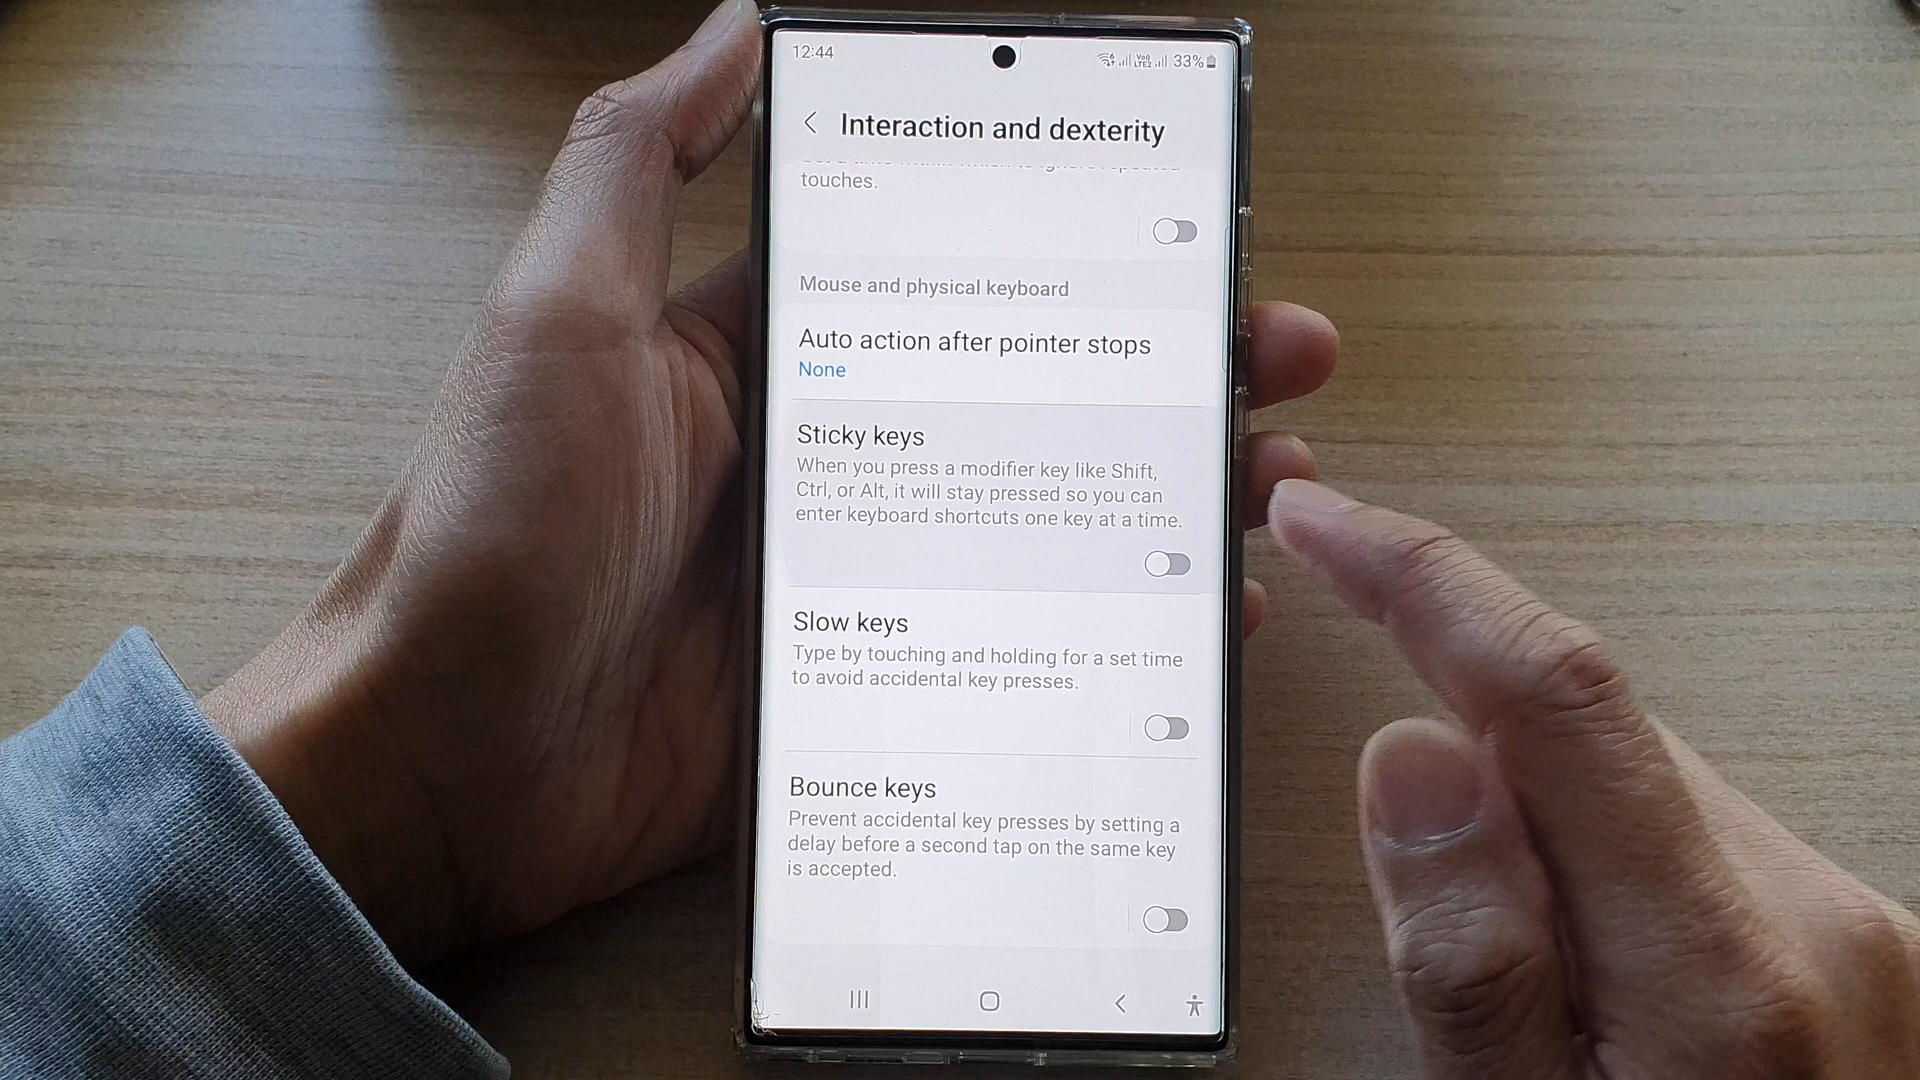 12:44
33%
Interaction and dexterity
touches.
Mouse and physical keyboard
Auto action after pointer stops
None
Sticky keys
When you press a modifier key like Shift,
Ctrl, or Alt, it will stay pressed so you can
enter keyboard shortcuts one key at a time.
Slow keys
Type by touching and holding for a set time
to avoid accidental key presses.
Bounce keys
Prevent accidental key presses by setting a
delay before a second tap on the same key
is accepted.